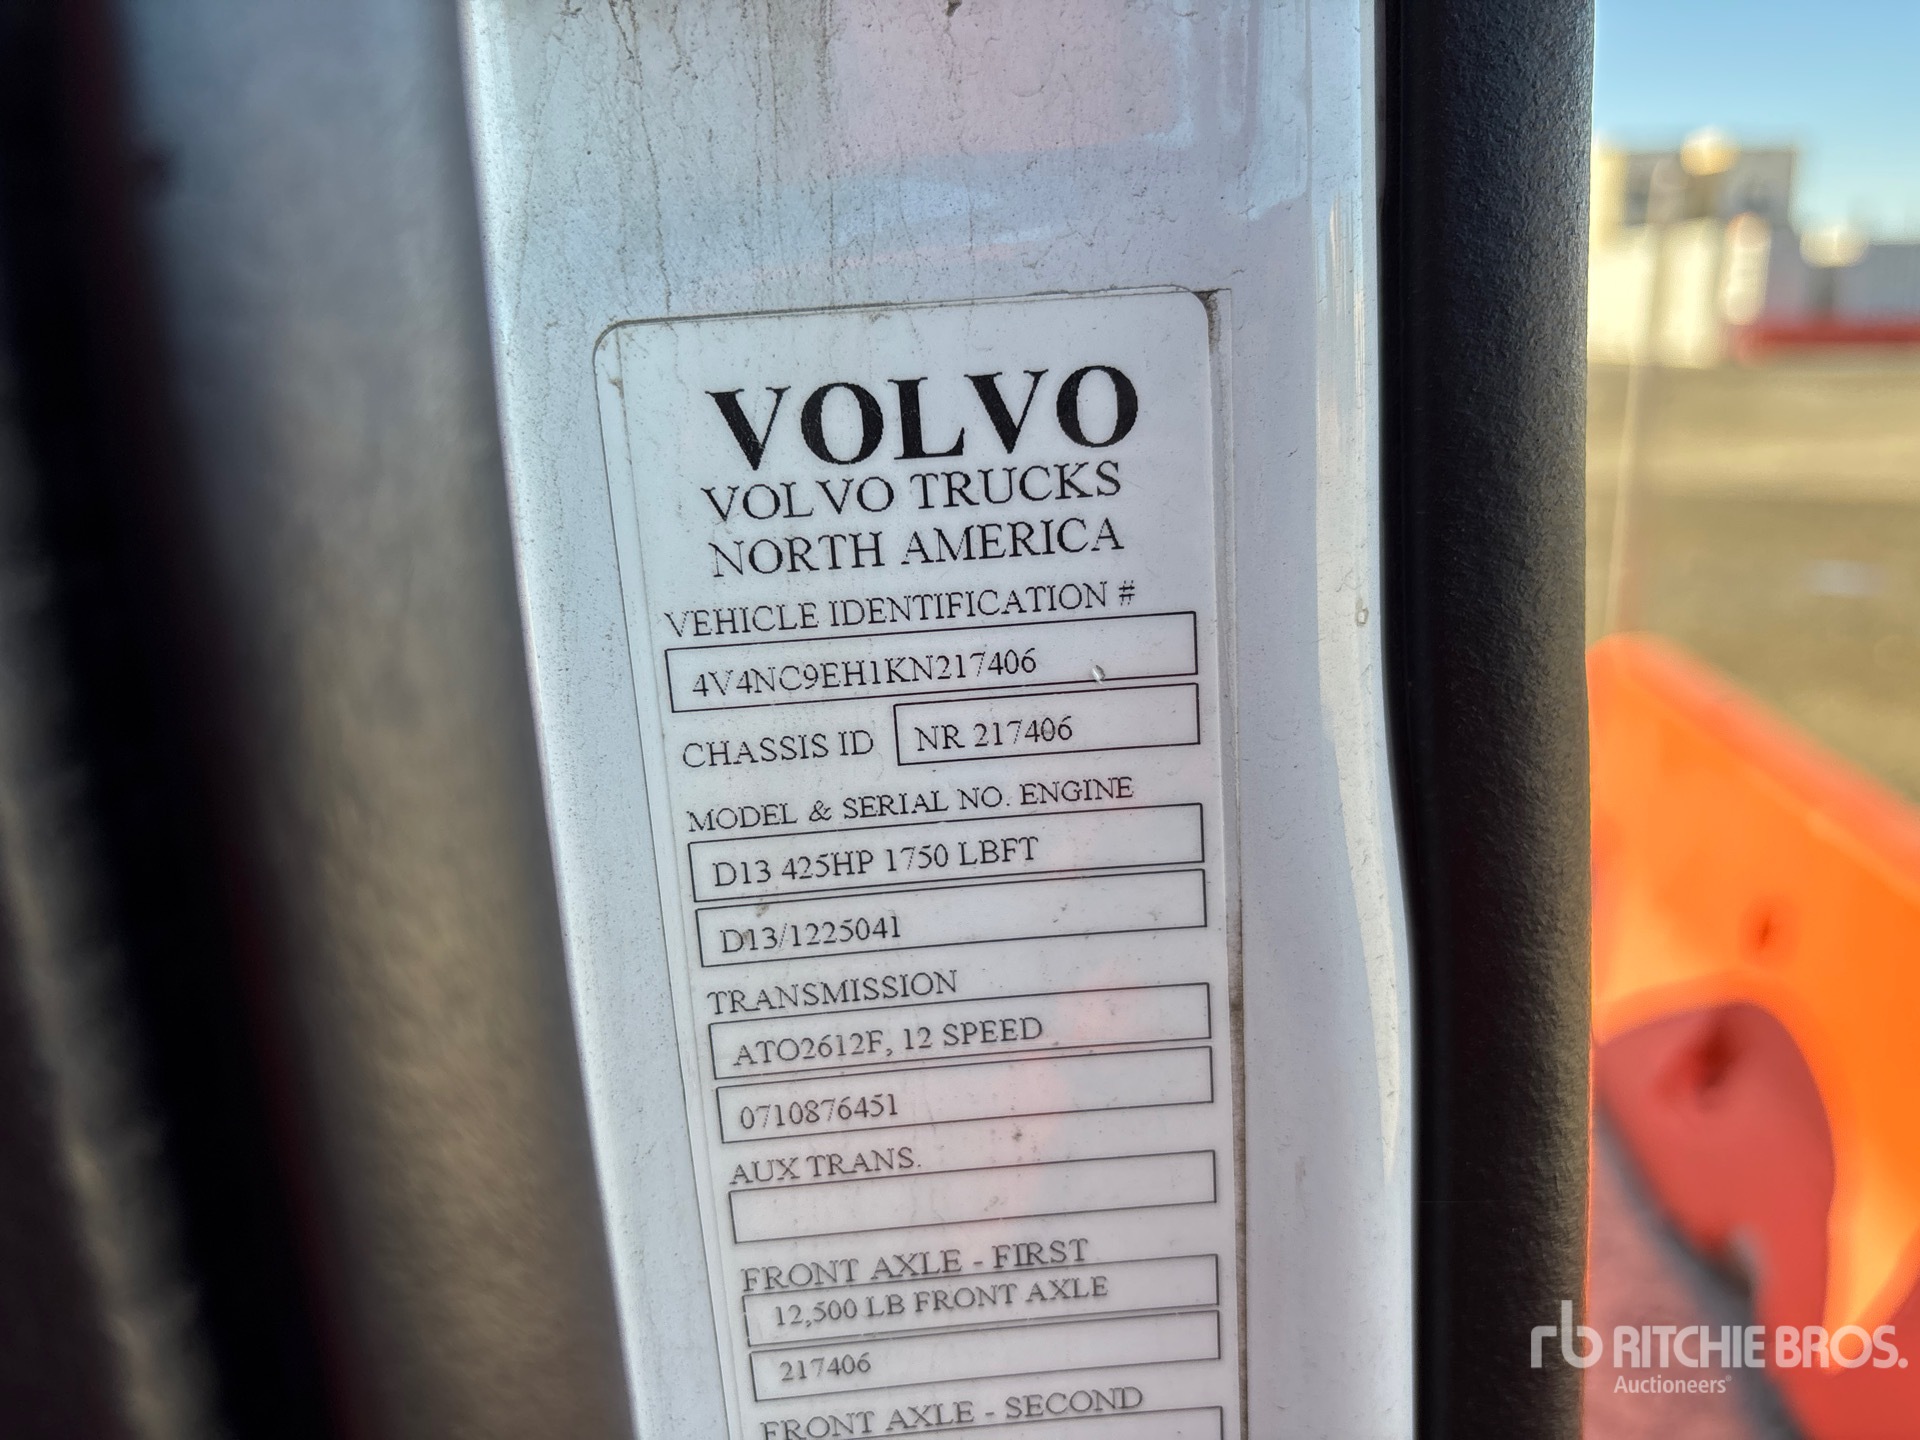 VOLVO
VOLVO TRUCKS
NORTH AMERICA
VEHICLE IDENTIFICATION #
4V4NC9EH1KN217406
CHASSIS ID NR 217406
MODEL & SERIAL NO. ENGINE
D13 425HP 1750 LBFT
D13/1225041
TRANSMISSION
ATO2612F, 12 SPEED
0710876451
AUX TRANS.
FRONT AXLE - FIRST
12,500 LB FRONT AXLE
217406
FRONT AXLE - SECOND
rb RITCHIE BROS.
Auctioneers